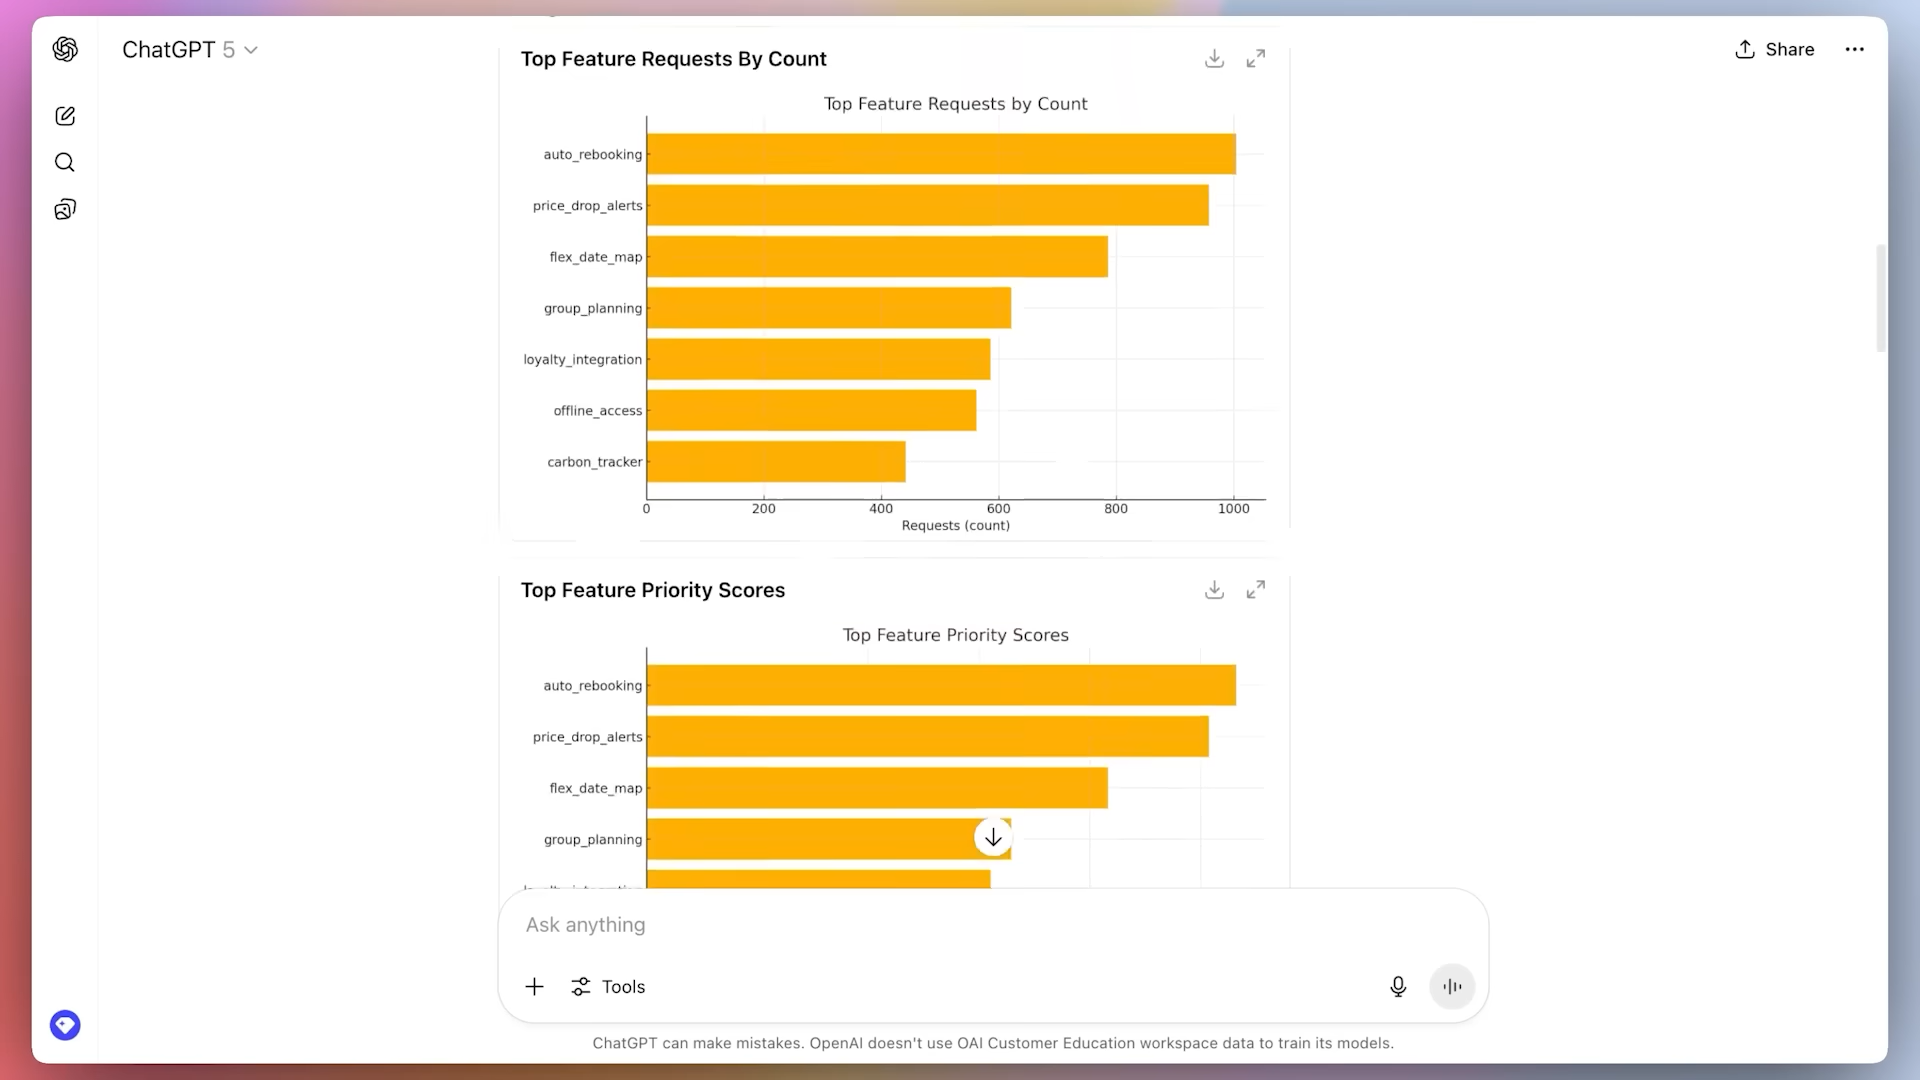 ChatGPT 5
Share
Top Feature Requests By Count
Top Feature Requests by Count
auto_rebooking
price_drop_alerts
flex_date_map
group_planning
loyalty_integration
offline_access
carbon_tracker
0 200 400 600 800 1000
Requests (count)
Top Feature Priority Scores
Top Feature Priority Scores
auto_rebooking
price_drop_alerts
flex_date_map
group_planning
Ask anything
Tools
ChatGPT can make mistakes. OpenAI doesn't use OAI Customer Education workspace data to train its models.